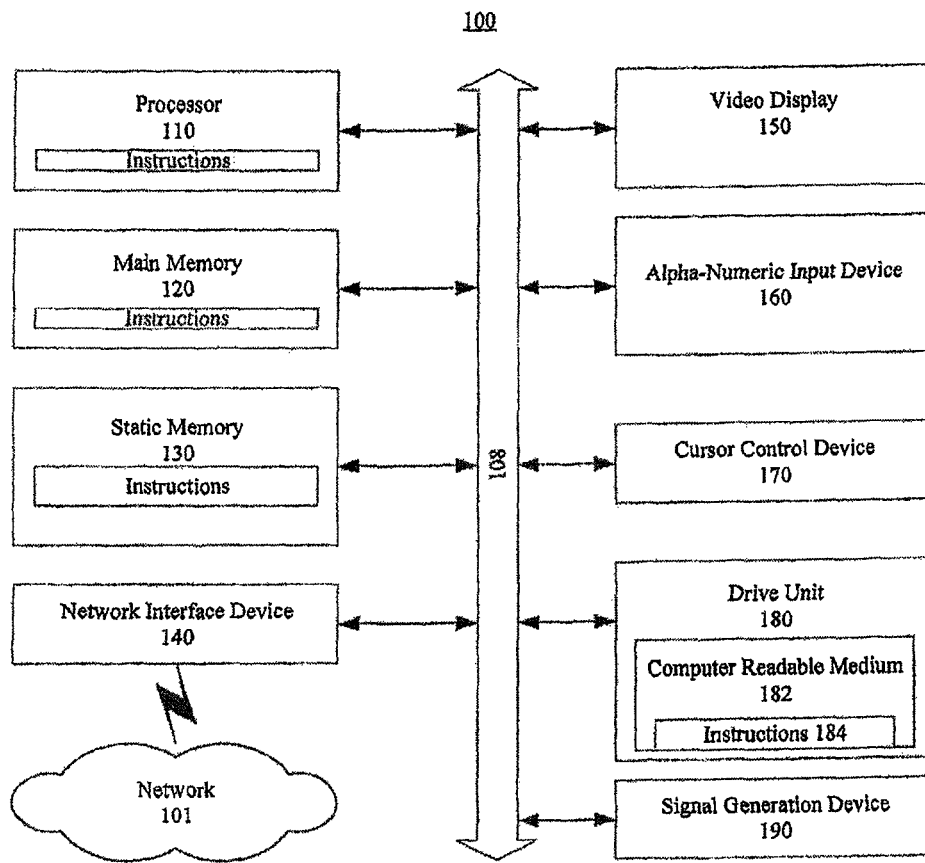 100
Processor
110
Instructions
Main Memory
120
Instructions
Static Memory
130
Instructions
Network Interface Device
140
Network
101
108
Video Display
150
Alpha-Numeric Input Device
160
Cursor Control Device
170
Drive Unit
180
Computer Readable Medium
182
Instructions 184
Signal Generation Device
190